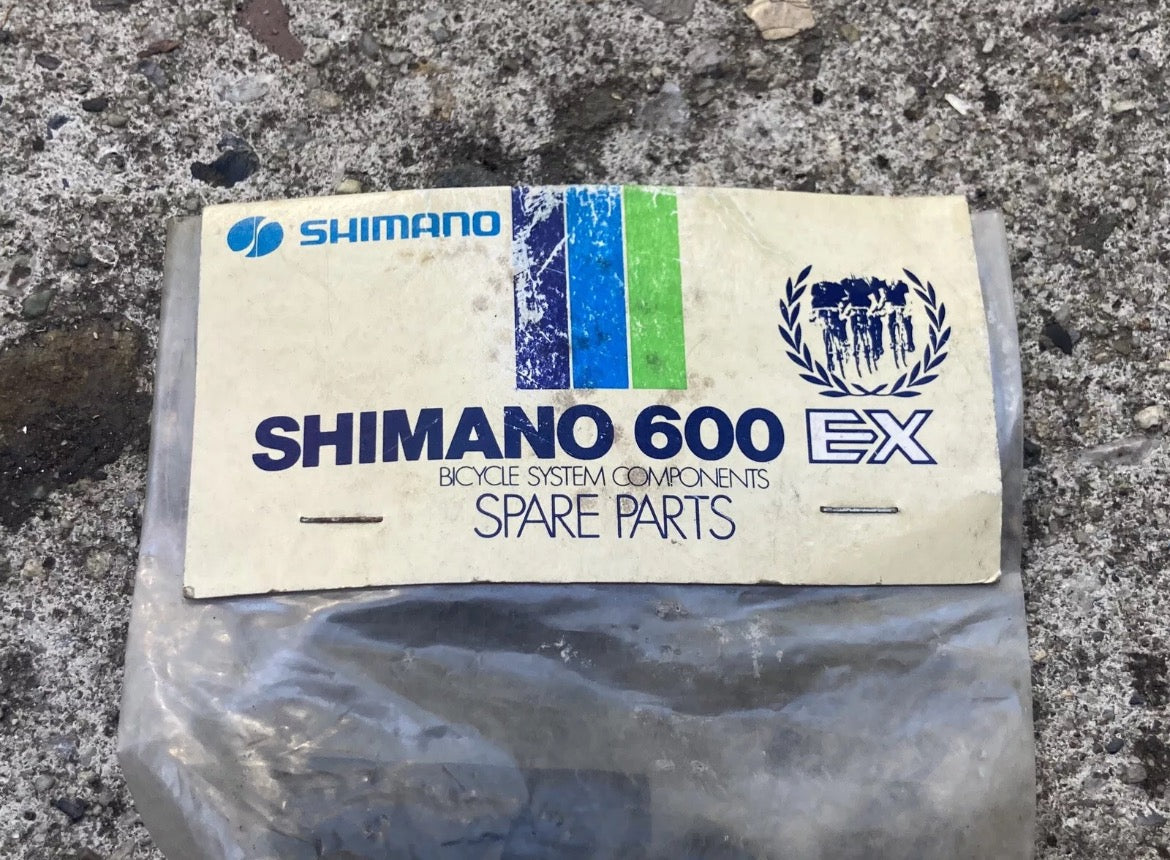 SHIMANO
SHIMANO 600 EX
BICYCLE SYSTEM COMPONENTS
SPARE PARTS